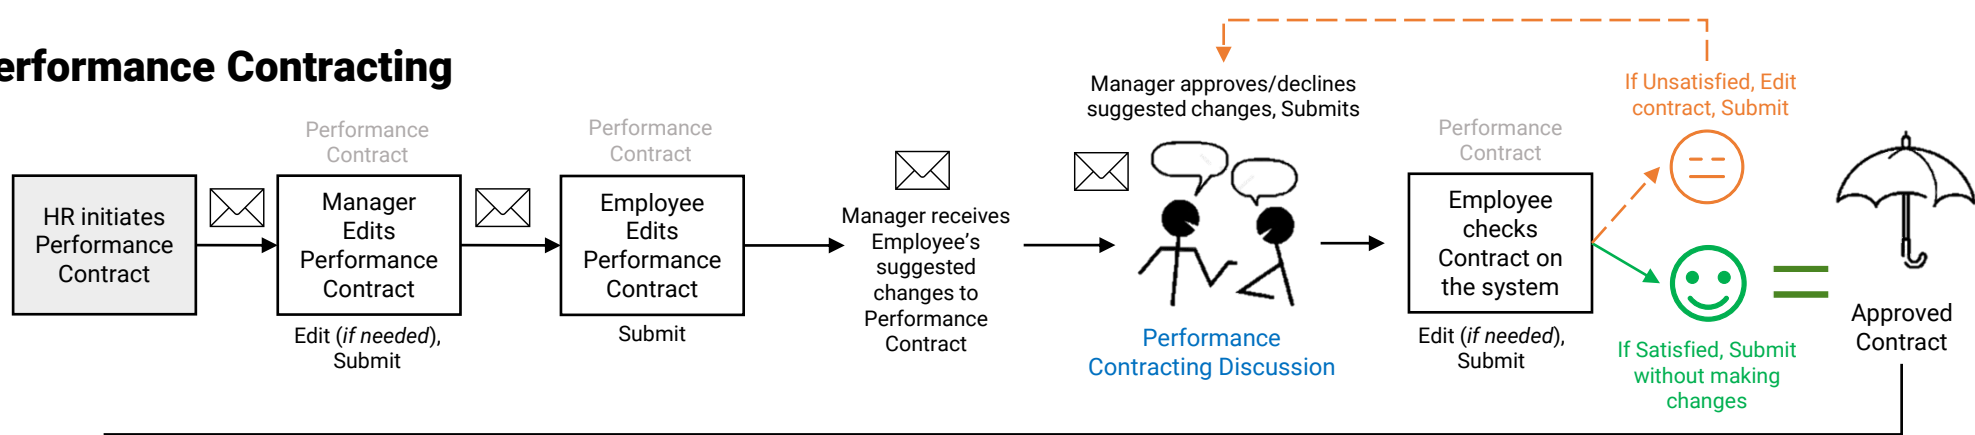 erformance Contracting
HR initiates
Performance
Contract
Performance
Contract
Manager
Edits
Performance
Contract
Edit (if needed),
Submit
Performance
Contract
Employee
Edits
Performance
Contract
Submit
Manager receives
Employee's
suggested
changes to
Performance
Contract
Manager approves/declines
suggested changes, Submits
Performance
Contracting Discussion
Performance
Contract
Employee
checks
Contract on
the system
Edit (if needed),
Submit
If Unsatisfied, Edit
contract, Submit
If Satisfied, Submit
without making
changes
Approved
Contract